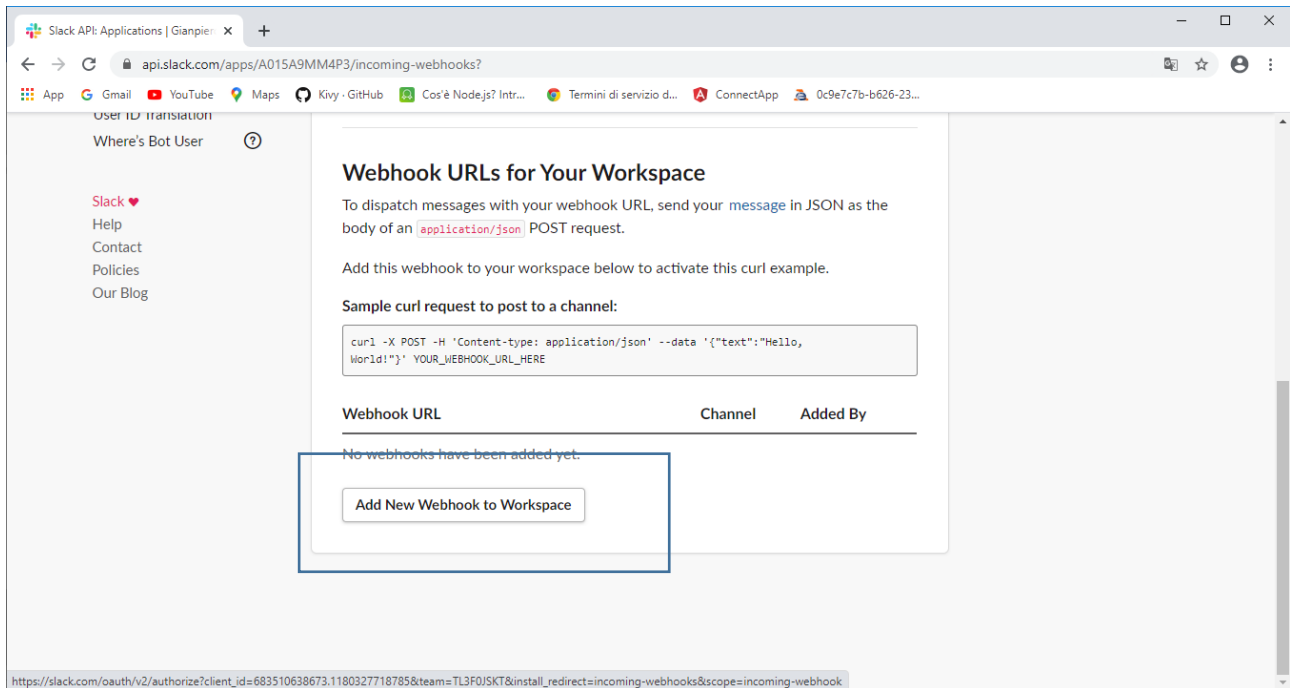 Slack API: Applications | Gianpier
api.slack.com/apps/A015A9MM4P3/incoming-webhooks?
App Gmail YouTube Maps Kivy · GitHub Cos'è Node.js? Intr... Termini di servizio d... ConnectApp 0c9e7c7b-b626-23...
User ID Translation
Where's Bot User ?
Slack ♥
Help
Contact
Policies
Our Blog
Webhook URLs for Your Workspace
To dispatch messages with your webhook URL, send your message in JSON as the
body of an application/json POST request.
Add this webhook to your workspace below to activate this curl example.
Sample curl request to post to a channel:
curl -X POST -H 'Content-type: application/json' --data '{"text":"Hello,
World!"}' YOUR_WEBHOOK_URL_HERE
Webhook URL Channel Added By
No webhooks have been added yet.
Add New Webhook to Workspace
https://slack.com/oauth/v2/authorize?client_id=683510638673.1180327718785&team=TL3F0JSKT&install_redirect=incoming-webhooks&scope=incoming-webhook